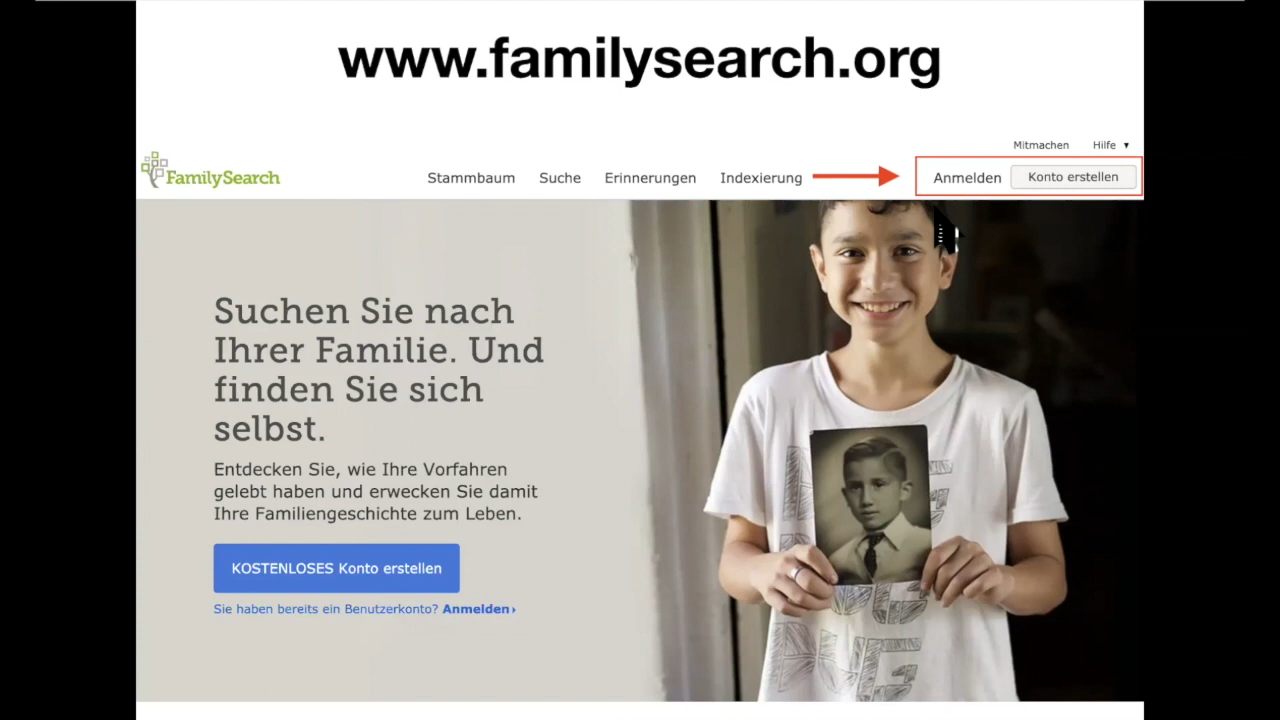 www.familysearch.org
Mitmachen Hilfe ▼
FamilySearch Stammbaum Suche Erinnerungen Indexierung Anmelden Konto erstellen
Suchen Sie nach
Ihrer Familie. Und
finden Sie sich
selbst.
Entdecken Sie, wie Ihre Vorfahren
gelebt haben und erwecken Sie damit
Ihre Familiengeschichte zum Leben.
KOSTENLOSES Konto erstellen
Sie haben bereits ein Benutzerkonto? Anmelden ›